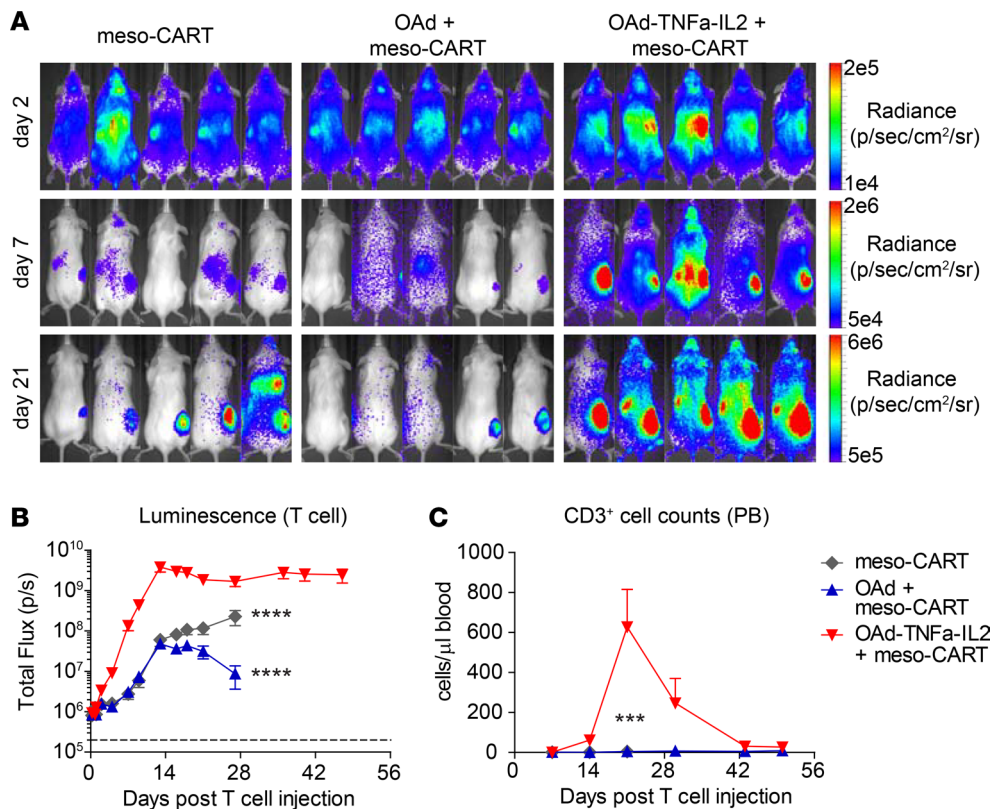 A
meso-CART
OAd +
meso-CART
OAd-TNFa-IL2 +
meso-CART
day 2
2e5
Radiance
(p/sec/cm²/sr)
1e4
day 7
2e6
Radiance
(p/sec/cm²/sr)
5e4
day 21
6e6
Radiance
(p/sec/cm²/sr)
5e5
B
Luminescence (T cell)
Total Flux (p/s)
10¹⁰
10⁹
10⁸
10⁷
10⁶
10⁵
****
****
0 14 28 42 56
Days post T cell injection
C
CD3⁺ cell counts (PB)
cells/µl blood
1000
800
600
400
200
0
***
0 14 28 42 56
Days post T cell injection
meso-CART
OAd +
meso-CART
OAd-TNFa-IL2
+ meso-CART